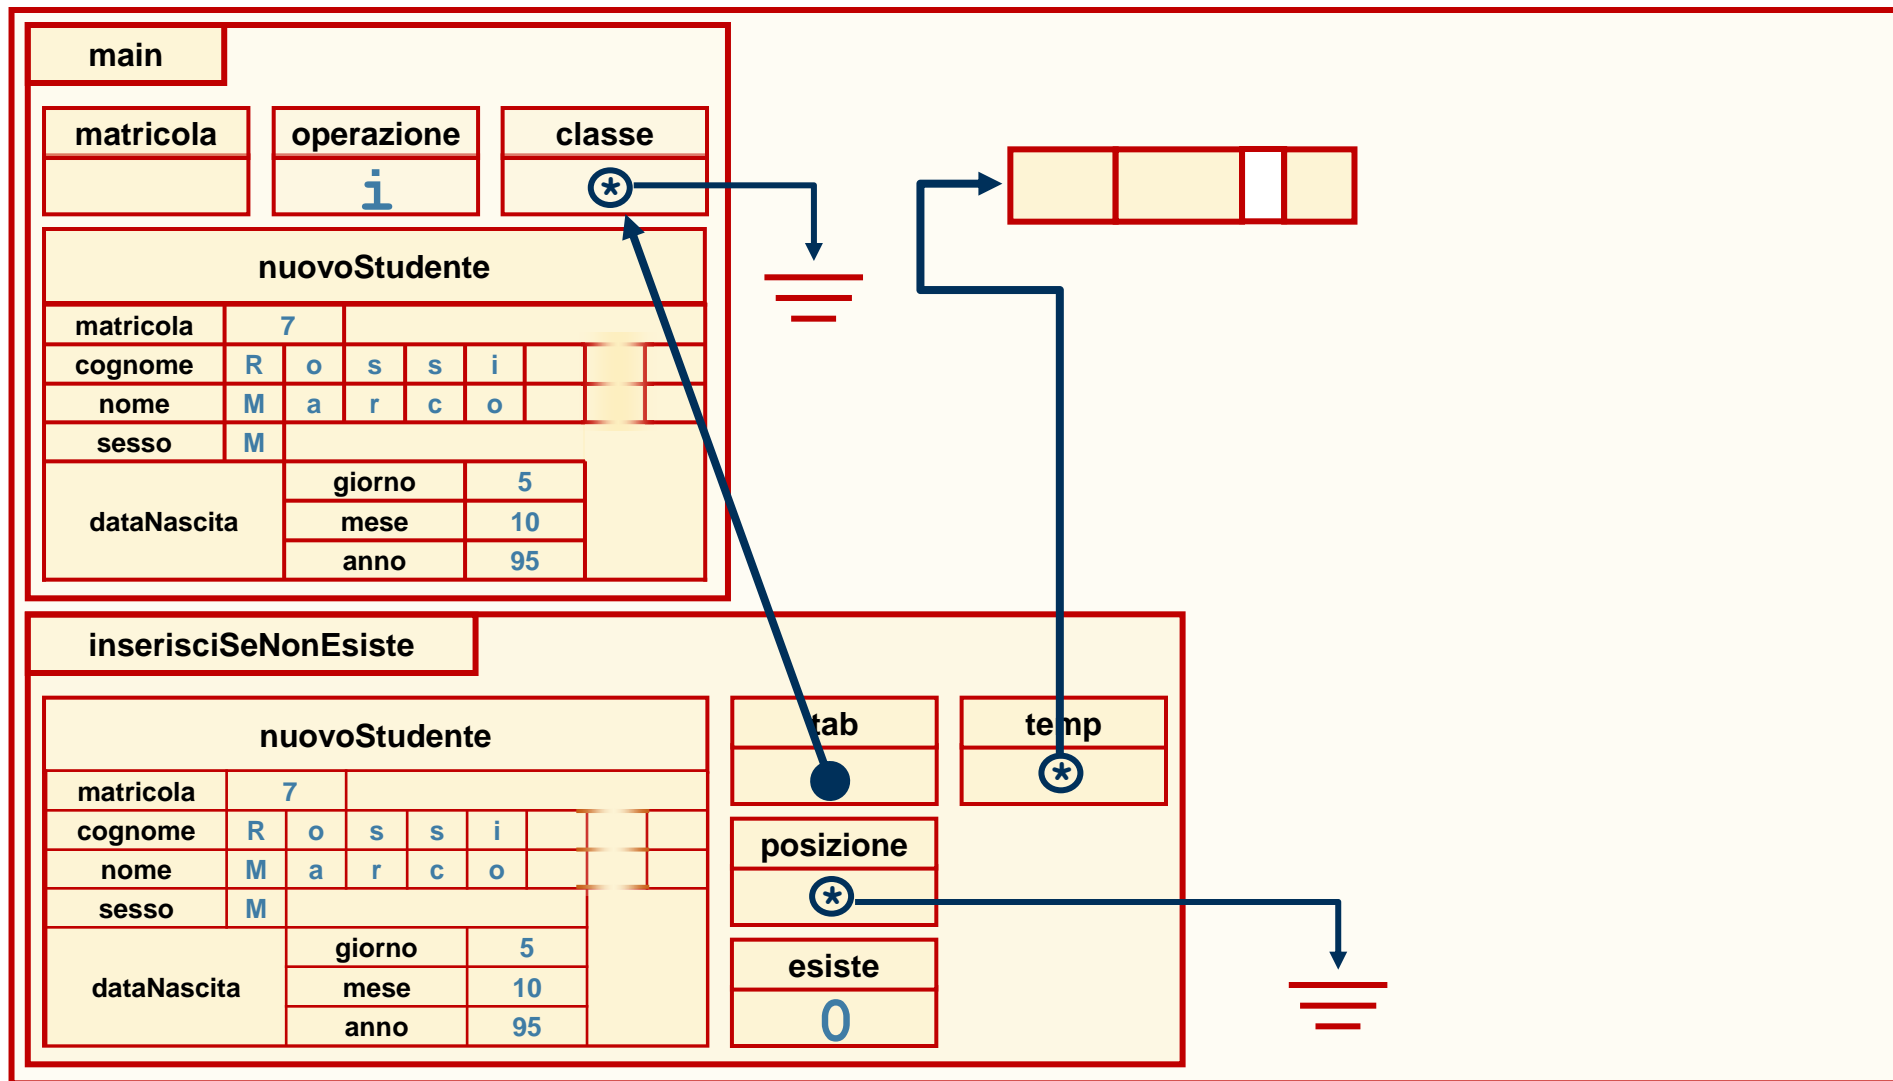 main
matricola operazione classe
i *
nuovoStudente
matricola 7
cognome R o s s i
nome M a r c o
sesso M
giorno 5
dataNascita mese 10
anno 95
inserisciSeNonEsiste
nuovoStudente tab temp
*
matricola 7
cognome R o s s i posizione
nome M a r c o *
sesso M
giorno 5 esiste
dataNascita mese 10 0
anno 95